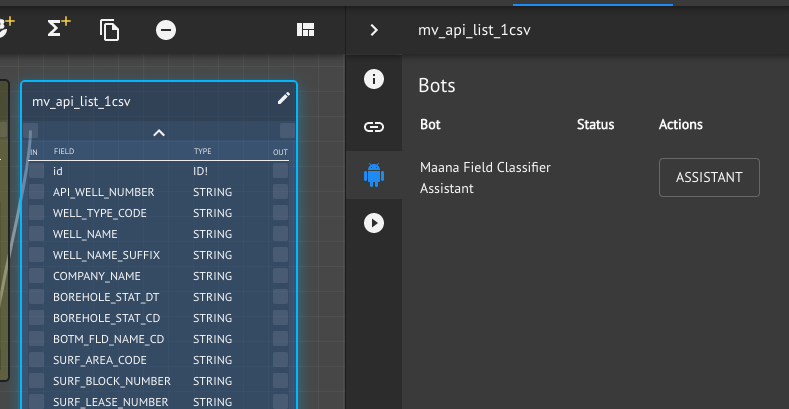 mv_api_list_1csv
IN FIELD TYPE OUT
id ID!
API_WELL_NUMBER STRING
WELL_TYPE_CODE STRING
WELL_NAME STRING
WELL_NAME_SUFFIX STRING
COMPANY_NAME STRING
BOREHOLE_STAT_DT STRING
BOREHOLE_STAT_CD STRING
BOTM_FLD_NAME_CD STRING
SURF_AREA_CODE STRING
SURF_BLOCK_NUMBER STRING
SURF_LEASE_NUMBER STRING
mv_api_list_1csv
Bots
Bot Status Actions
Maana Field Classifier
Assistant
ASSISTANT